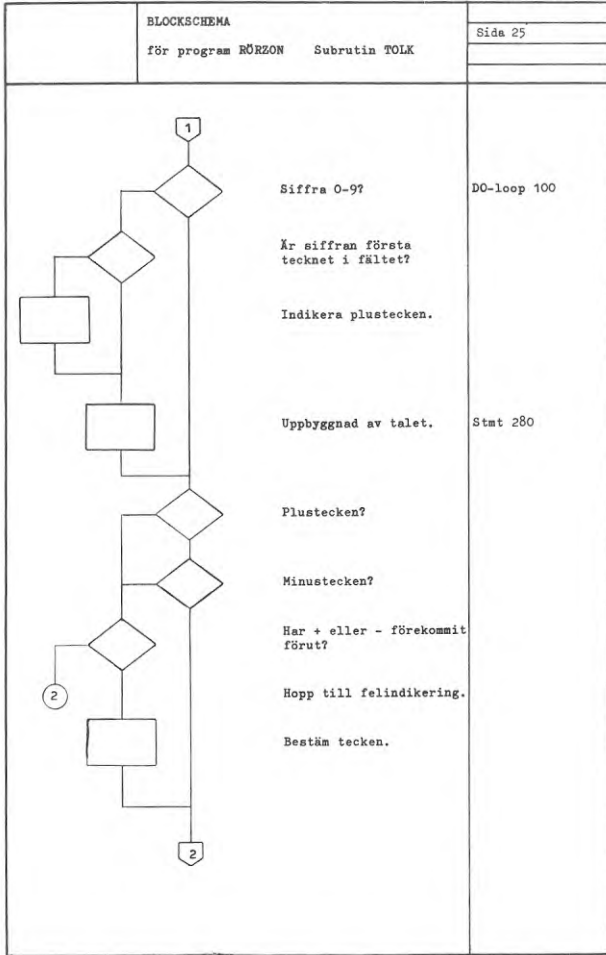 BLOCKSCHEMA
för program RÖRZON Subrutin TOLK
Sida 25
1
Siffra 0-9? DO-loop 100
Är siffran första
tecknet i fältet?
Indikera plustecken.
Uppbyggnad av talet. Stmt 280
Plustecken?
Minustecken?
Har + eller - förekommit
förut?
2 Hopp till felindikering.
Bestäm tecken.
2